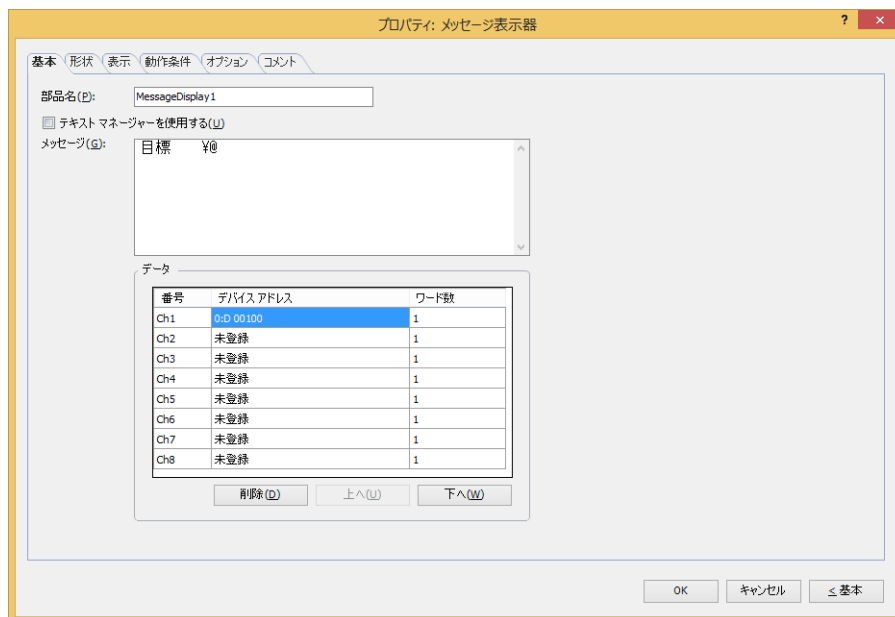 プロパティ: メッセージ表示器
? ×
基本 形状 表示 動作条件 オプション コメント
部品名(P): MessageDisplay1
テキスト マネージャーを使用する(U)
メッセージ(G): 目標 ¥@
データ
番号 デバイス アドレス ワード数
Ch1 0:D 00100 1
Ch2 未登録 1
Ch3 未登録 1
Ch4 未登録 1
Ch5 未登録 1
Ch6 未登録 1
Ch7 未登録 1
Ch8 未登録 1
削除(D) 上へ(U) 下へ(W)
OK キャンセル < 基本